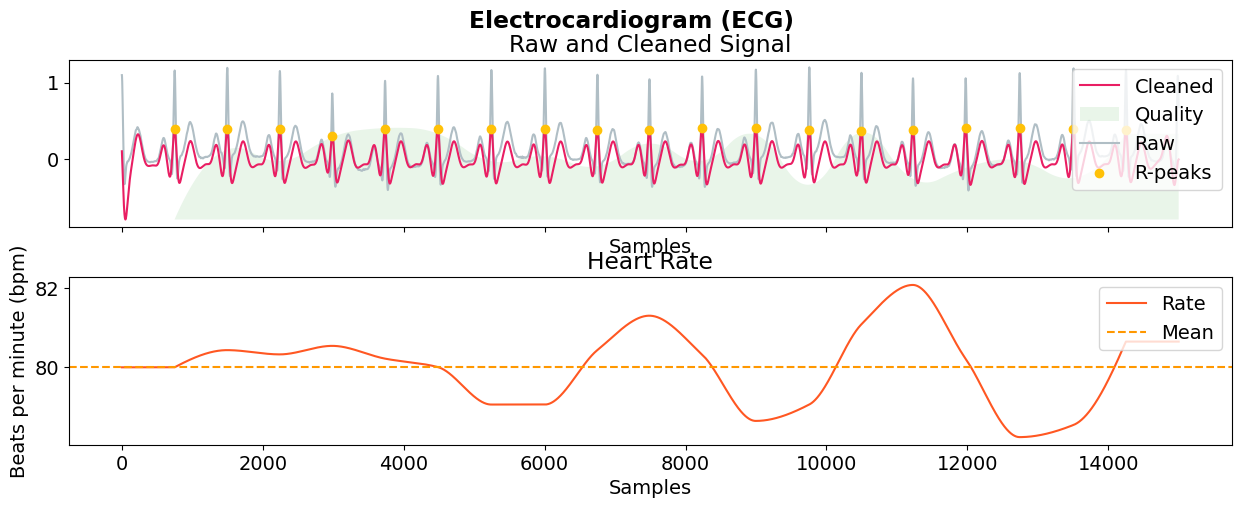 Electrocardiogram (ECG)
Raw and Cleaned Signal
1
0
Cleaned
Quality
Raw
R-peaks
Samples
Heart Rate
Beats per minute (bpm)
82
80
Rate
Mean
0 2000 4000 6000 8000 10000 12000 14000
Samples